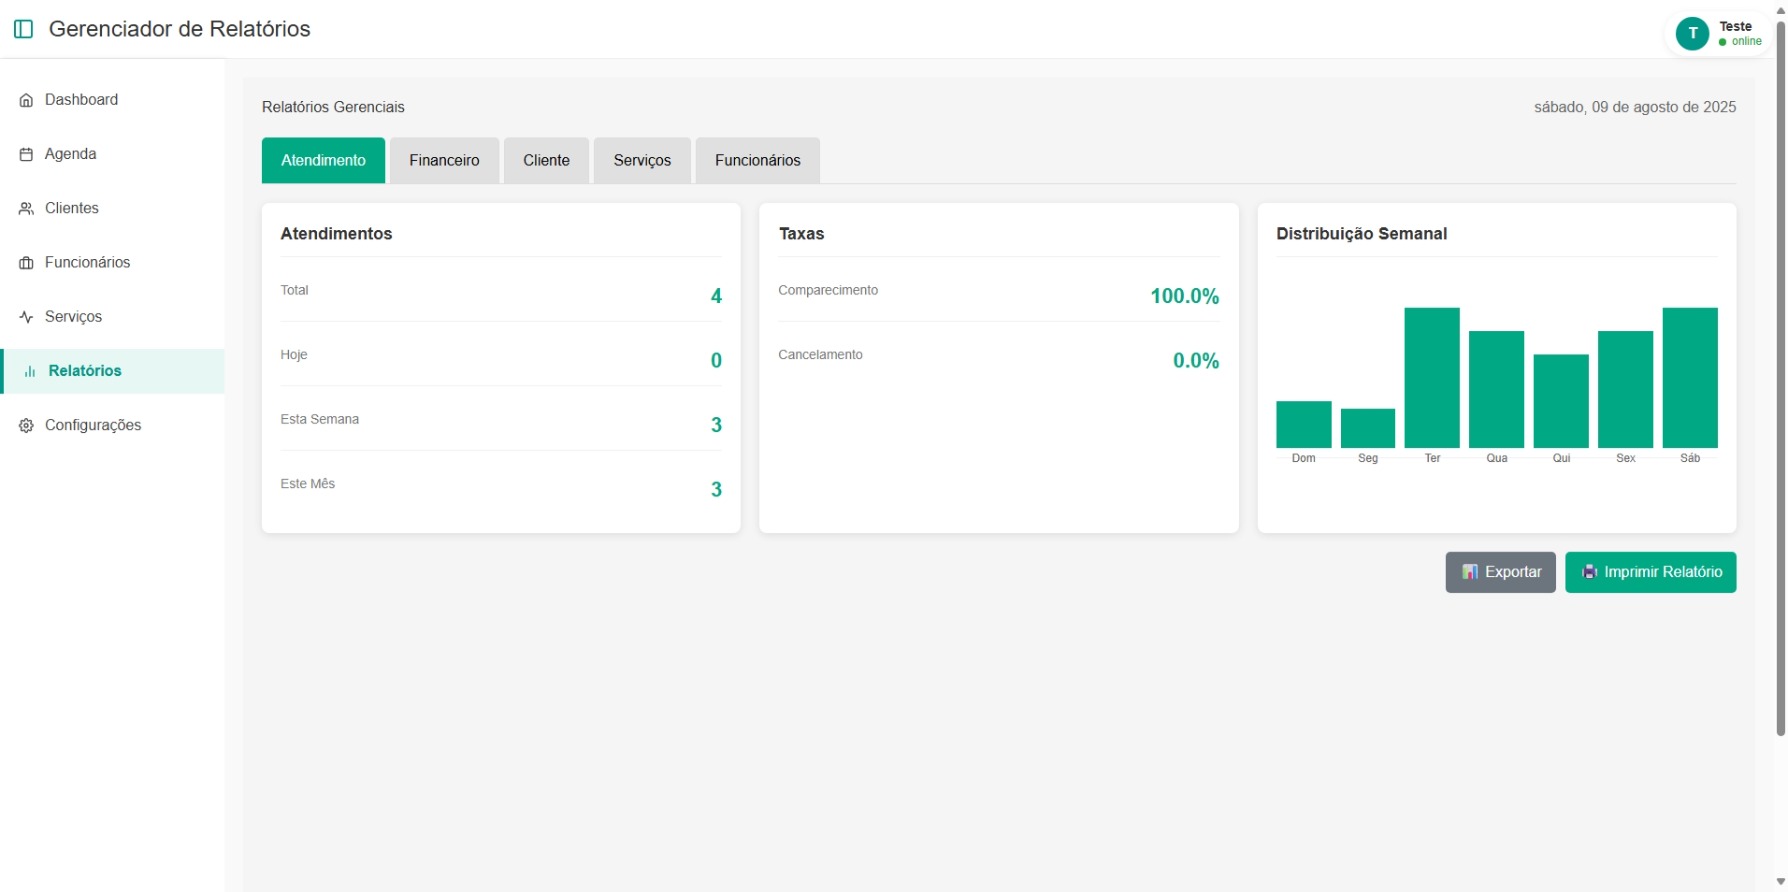 Gerenciador de Relatórios
T
Teste
online
Dashboard
Agenda
Clientes
Funcionários
Serviços
Relatórios
Configurações
Relatórios Gerenciais
sábado, 09 de agosto de 2025
Atendimento
Financeiro
Cliente
Serviços
Funcionários
Atendimentos
Total 4
Hoje 0
Esta Semana 3
Este Mês 3
Taxas
Comparecimento 100.0%
Cancelamento 0.0%
Distribuição Semanal
Dom Seg Ter Qua Qui Sex Sáb
Exportar
Imprimir Relatório